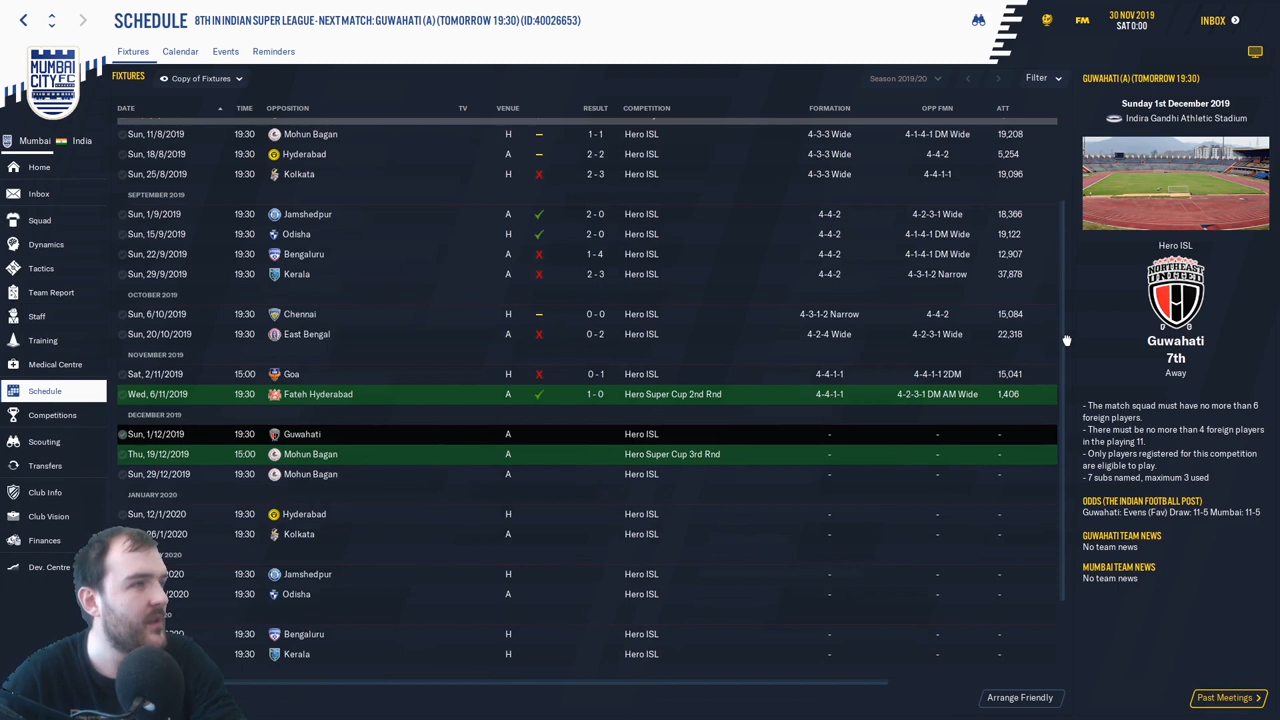 SCHEDULE 8TH IN INDIAN SUPER LEAGUE - NEXT MATCH: GUWAHATI (A) (TOMORROW 19:30) (ID:40026653)
FM 30 NOV 2019 SAT 0:00 INBOX
Fixtures Calendar Events Reminders
MUMBAI CITY FC
Mumbai India
Home
Inbox
Squad
Dynamics
Tactics
Team Report
Staff
Training
Medical Centre
Schedule
Competitions
Scouting
Transfers
Club Info
Club Vision
Finances
Dev. Centre
FIXTURES Copy of Fixtures Season 2019/20 Filter
DATE TIME OPPOSITION TV VENUE RESULT COMPETITION FORMATION OPP FMN ATT
Sun, 11/8/2019 19:30 Mohun Bagan H 1 - 1 Hero ISL 4-3-3 Wide 4-1-4-1 DM Wide 19,208
Sun, 18/8/2019 19:30 Hyderabad A 2 - 2 Hero ISL 4-3-3 Wide 4-4-2 5,254
Sun, 25/8/2019 19:30 Kolkata H 2 - 3 Hero ISL 4-3-3 Wide 4-4-1-1 19,096
SEPTEMBER 2019
Sun, 1/9/2019 19:30 Jamshedpur A 2 - 0 Hero ISL 4-4-2 4-2-3-1 Wide 18,366
Sun, 15/9/2019 19:30 Odisha H 2 - 0 Hero ISL 4-4-2 4-1-4-1 DM Wide 19,122
Sun, 22/9/2019 19:30 Bengaluru A 1 - 4 Hero ISL 4-4-2 4-1-4-1 DM Wide 12,907
Sun, 29/9/2019 19:30 Kerala A 2 - 3 Hero ISL 4-4-2 4-3-1-2 Narrow 37,878
OCTOBER 2019
Sun, 6/10/2019 19:30 Chennai H 0 - 0 Hero ISL 4-3-1-2 Narrow 4-4-2 15,084
Sun, 20/10/2019 19:30 East Bengal A 0 - 2 Hero ISL 4-2-4 Wide 4-2-3-1 Wide 22,318
NOVEMBER 2019
Sat, 2/11/2019 15:00 Goa H 0 - 1 Hero ISL 4-4-1-1 4-4-1-1 2DM 15,041
Wed, 6/11/2019 19:30 Fateh Hyderabad A 1 - 0 Hero Super Cup 2nd Rnd 4-4-1-1 4-2-3-1 DM AM Wide 1,406
DECEMBER 2019
Sun, 1/12/2019 19:30 Guwahati A Hero ISL - - -
Thu, 19/12/2019 15:00 Mohun Bagan A Hero Super Cup 3rd Rnd - - -
Sun, 29/12/2019 19:30 Mohun Bagan A Hero ISL - - -
JANUARY 2020
Sun, 12/1/2020 19:30 Hyderabad H Hero ISL - - -
26/1/2020 19:30 Kolkata A Hero ISL - - -
2020
2020 19:30 Jamshedpur H Hero ISL - - -
2020 19:30 Odisha A Hero ISL - - -
2020 19:30 Bengaluru H Hero ISL - - -
19:30 Kerala H Hero ISL - - -
Arrange Friendly
GUWAHATI (A) (TOMORROW 19:30)
Sunday 1st December 2019
Indira Gandhi Athletic Stadium
Hero ISL
NORTHEAST
UNITED
Guwahati
7th
Away
- The match squad must have no more than 6
foreign players.
- There must be no more than 4 foreign players
in the playing 11.
- Only players registered for this competition
are eligible to play.
- 7 subs named, maximum 3 used
ODDS (THE INDIAN FOOTBALL POST)
Guwahati: Evens (Fav) Draw: 11-5 Mumbai: 11-5
GUWAHATI TEAM NEWS
No team news
MUMBAI TEAM NEWS
No team news
Past Meetings